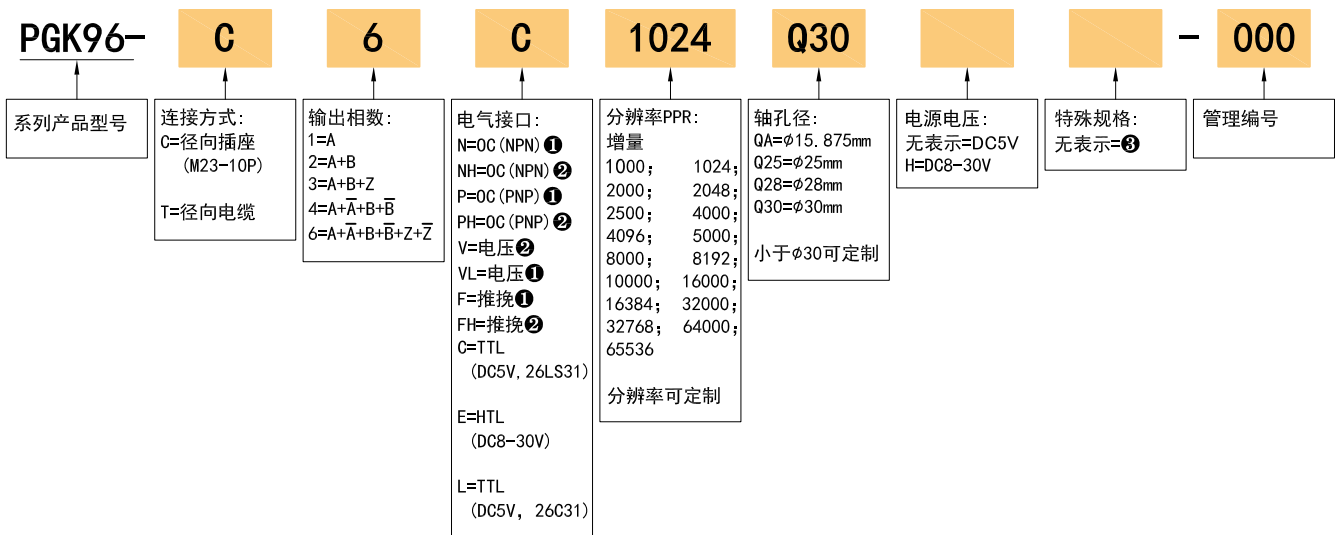 PGK96- C 6 C 1024 Q30 - 000
系列产品型号
连接方式:
C=径向插座
(M23-10P)
T=径向电缆
输出相数:
1=A
2=A+B
3=A+B+Z
4=A+A̅+B+B̅
6=A+A̅+B+B̅+Z+Z̅
电气接口:
N=OC(NPN)❶
NH=OC(NPN)❷
P=OC(PNP)❶
PH=OC(PNP)❷
V=电压❷
VL=电压❶
F=推挽❶
FH=推挽❷
C=TTL
(DC5V,26LS31)
E=HTL
(DC8-30V)
L=TTL
(DC5V, 26C31)
分辨率PPR:
增量
1000; 1024;
2000; 2048;
2500; 4000;
4096; 5000;
8000; 8192;
10000; 16000;
16384; 32000;
32768; 64000;
65536
分辨率可定制
轴孔径:
QA=φ15.875mm
Q25=φ25mm
Q28=φ28mm
Q30=φ30mm
小于φ30可定制
电源电压:
无表示=DC5V
H=DC8-30V
特殊规格:
无表示=❸
管理编号